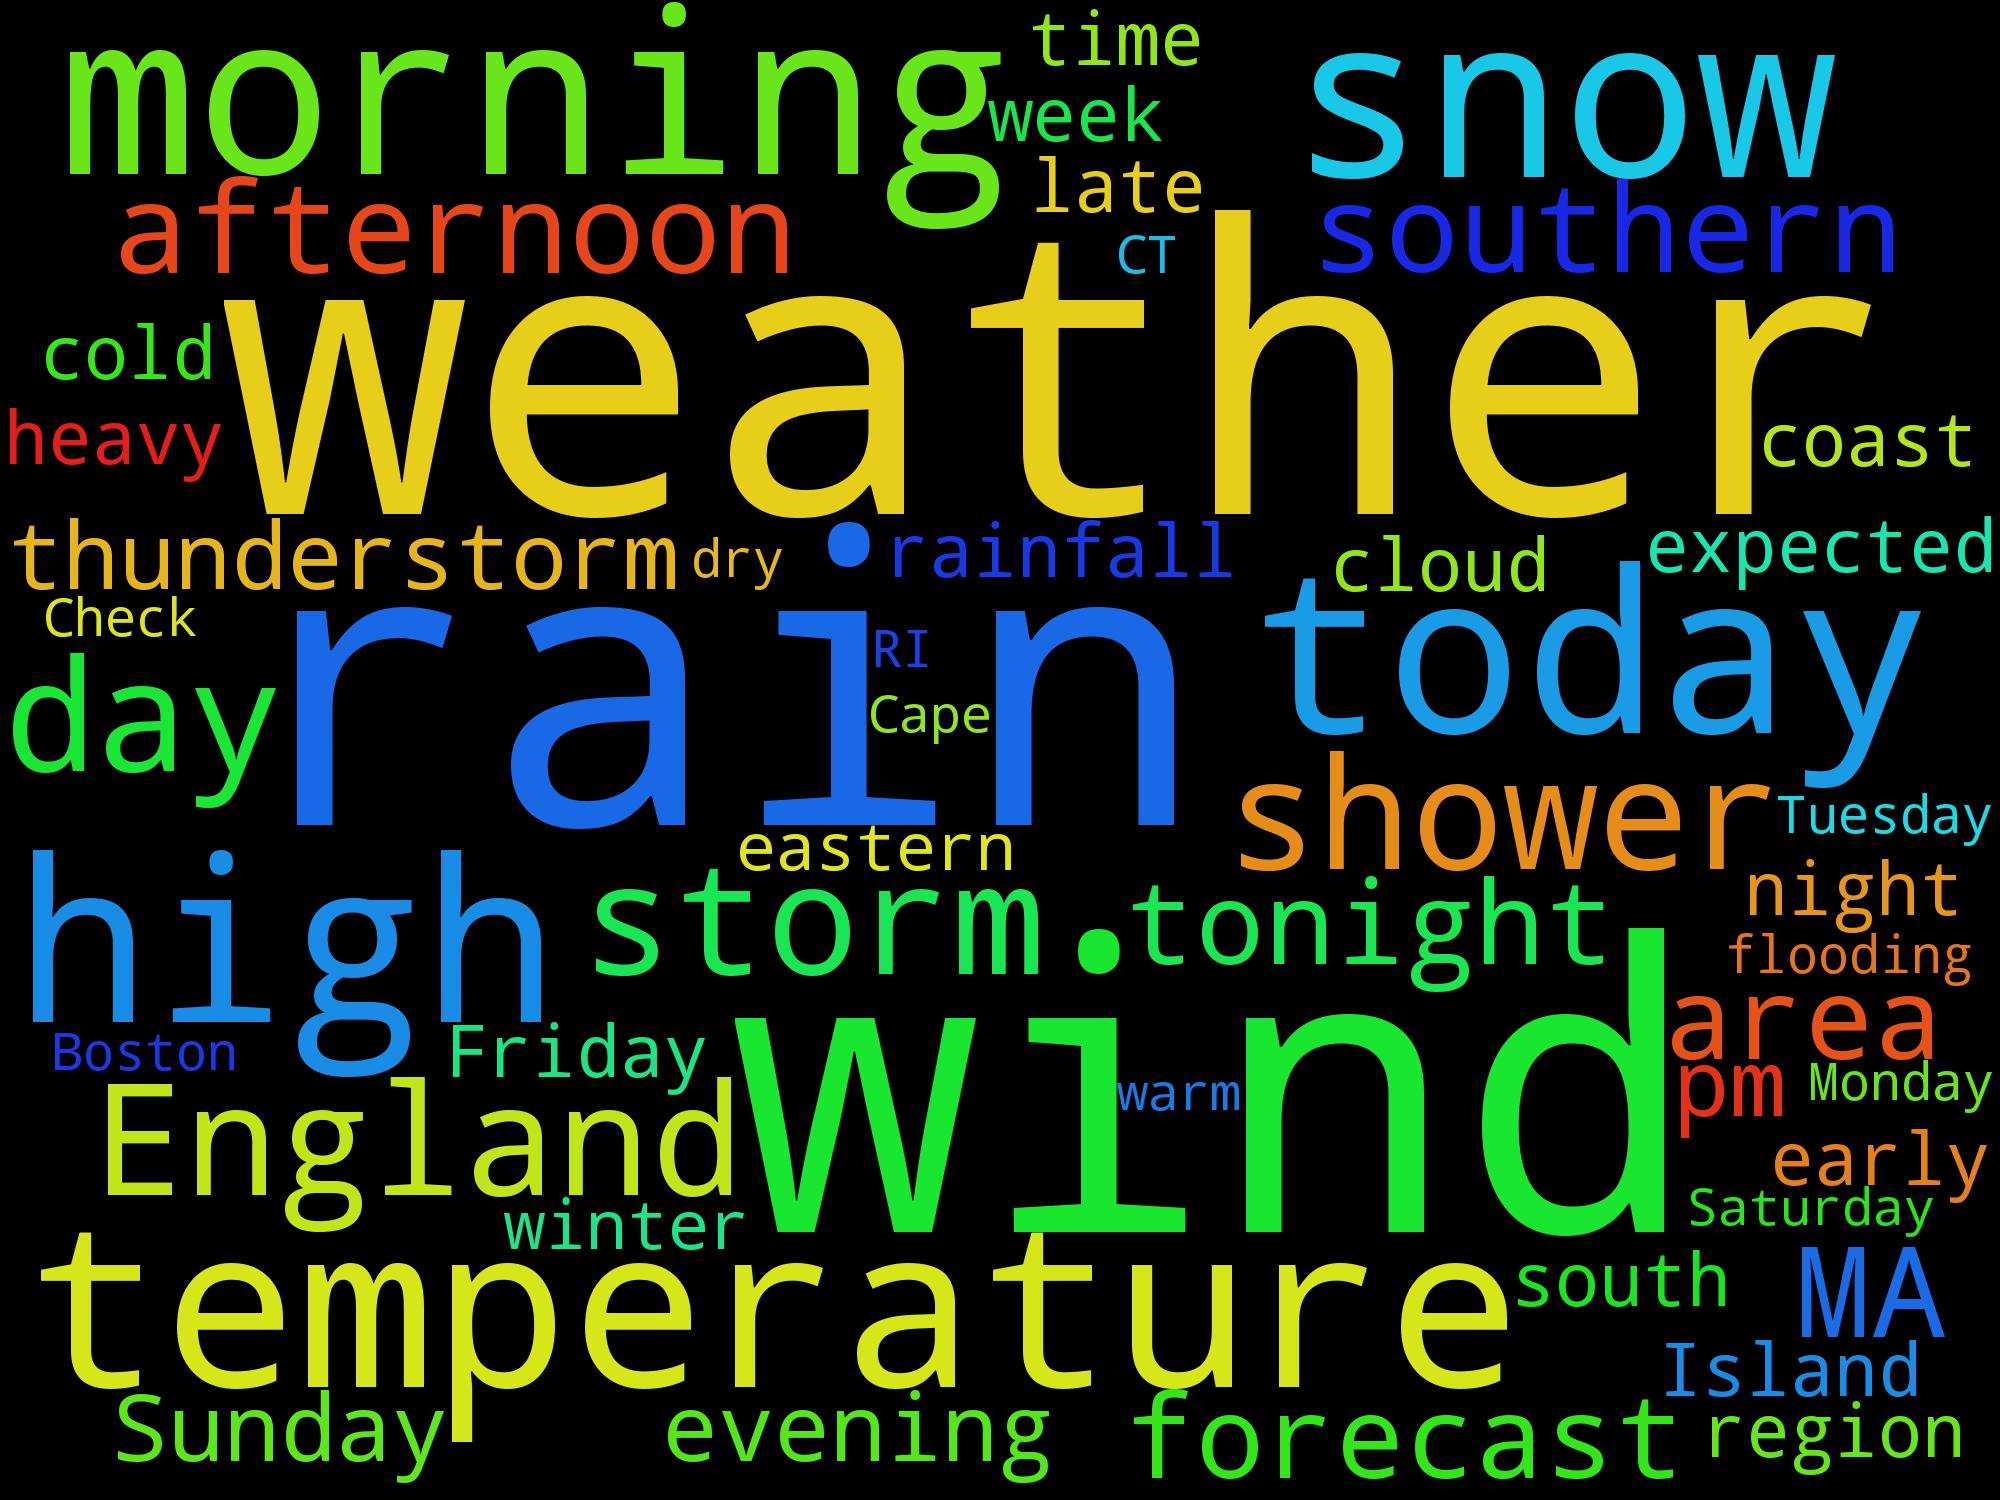 morning
time
snow
week
late
afternoon
southern
CT
weather
cold
heavy
coast
thunderstorm
dry
rainfall
cloud
expected
Check
rain
today
RI
day
Cape
shower
Tuesday
eastern
high
storm
tonight
night
flooding
wind
area
Boston
Friday
warm
pm
Monday
England
early
winter
Saturday
temperature
south
MA
Island
Sunday
evening
forecast
region